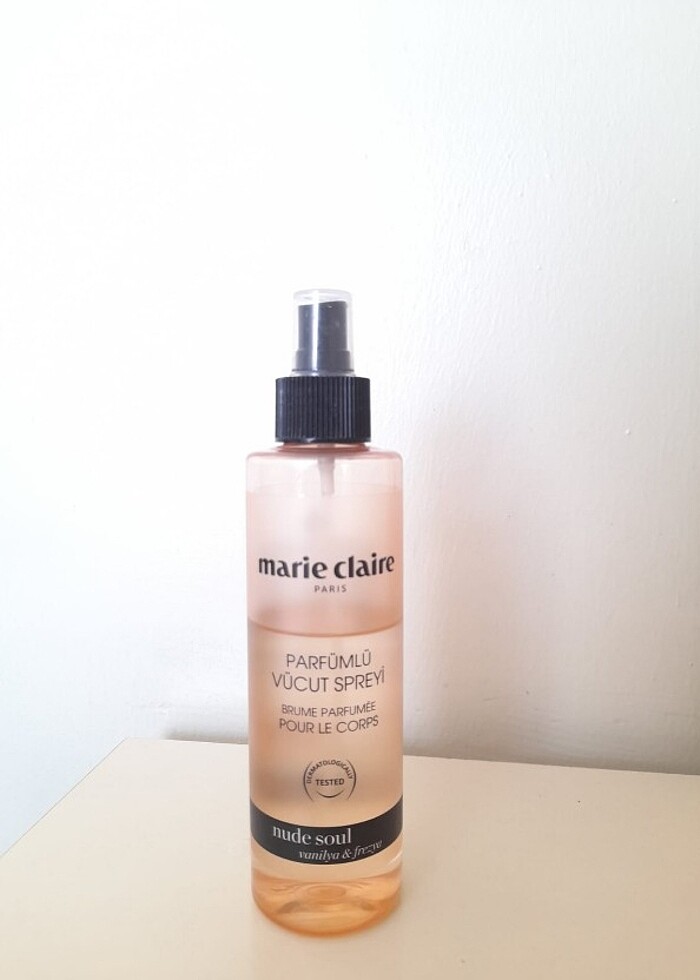 marie claire
PARIS
PARFÜMLÜ
VÜCUT SPREYİ
BRUME PARFUMÉE
POUR LE CORPS
DERMATOLOGICALLY
TESTED
nude soul
vanilya & frezya